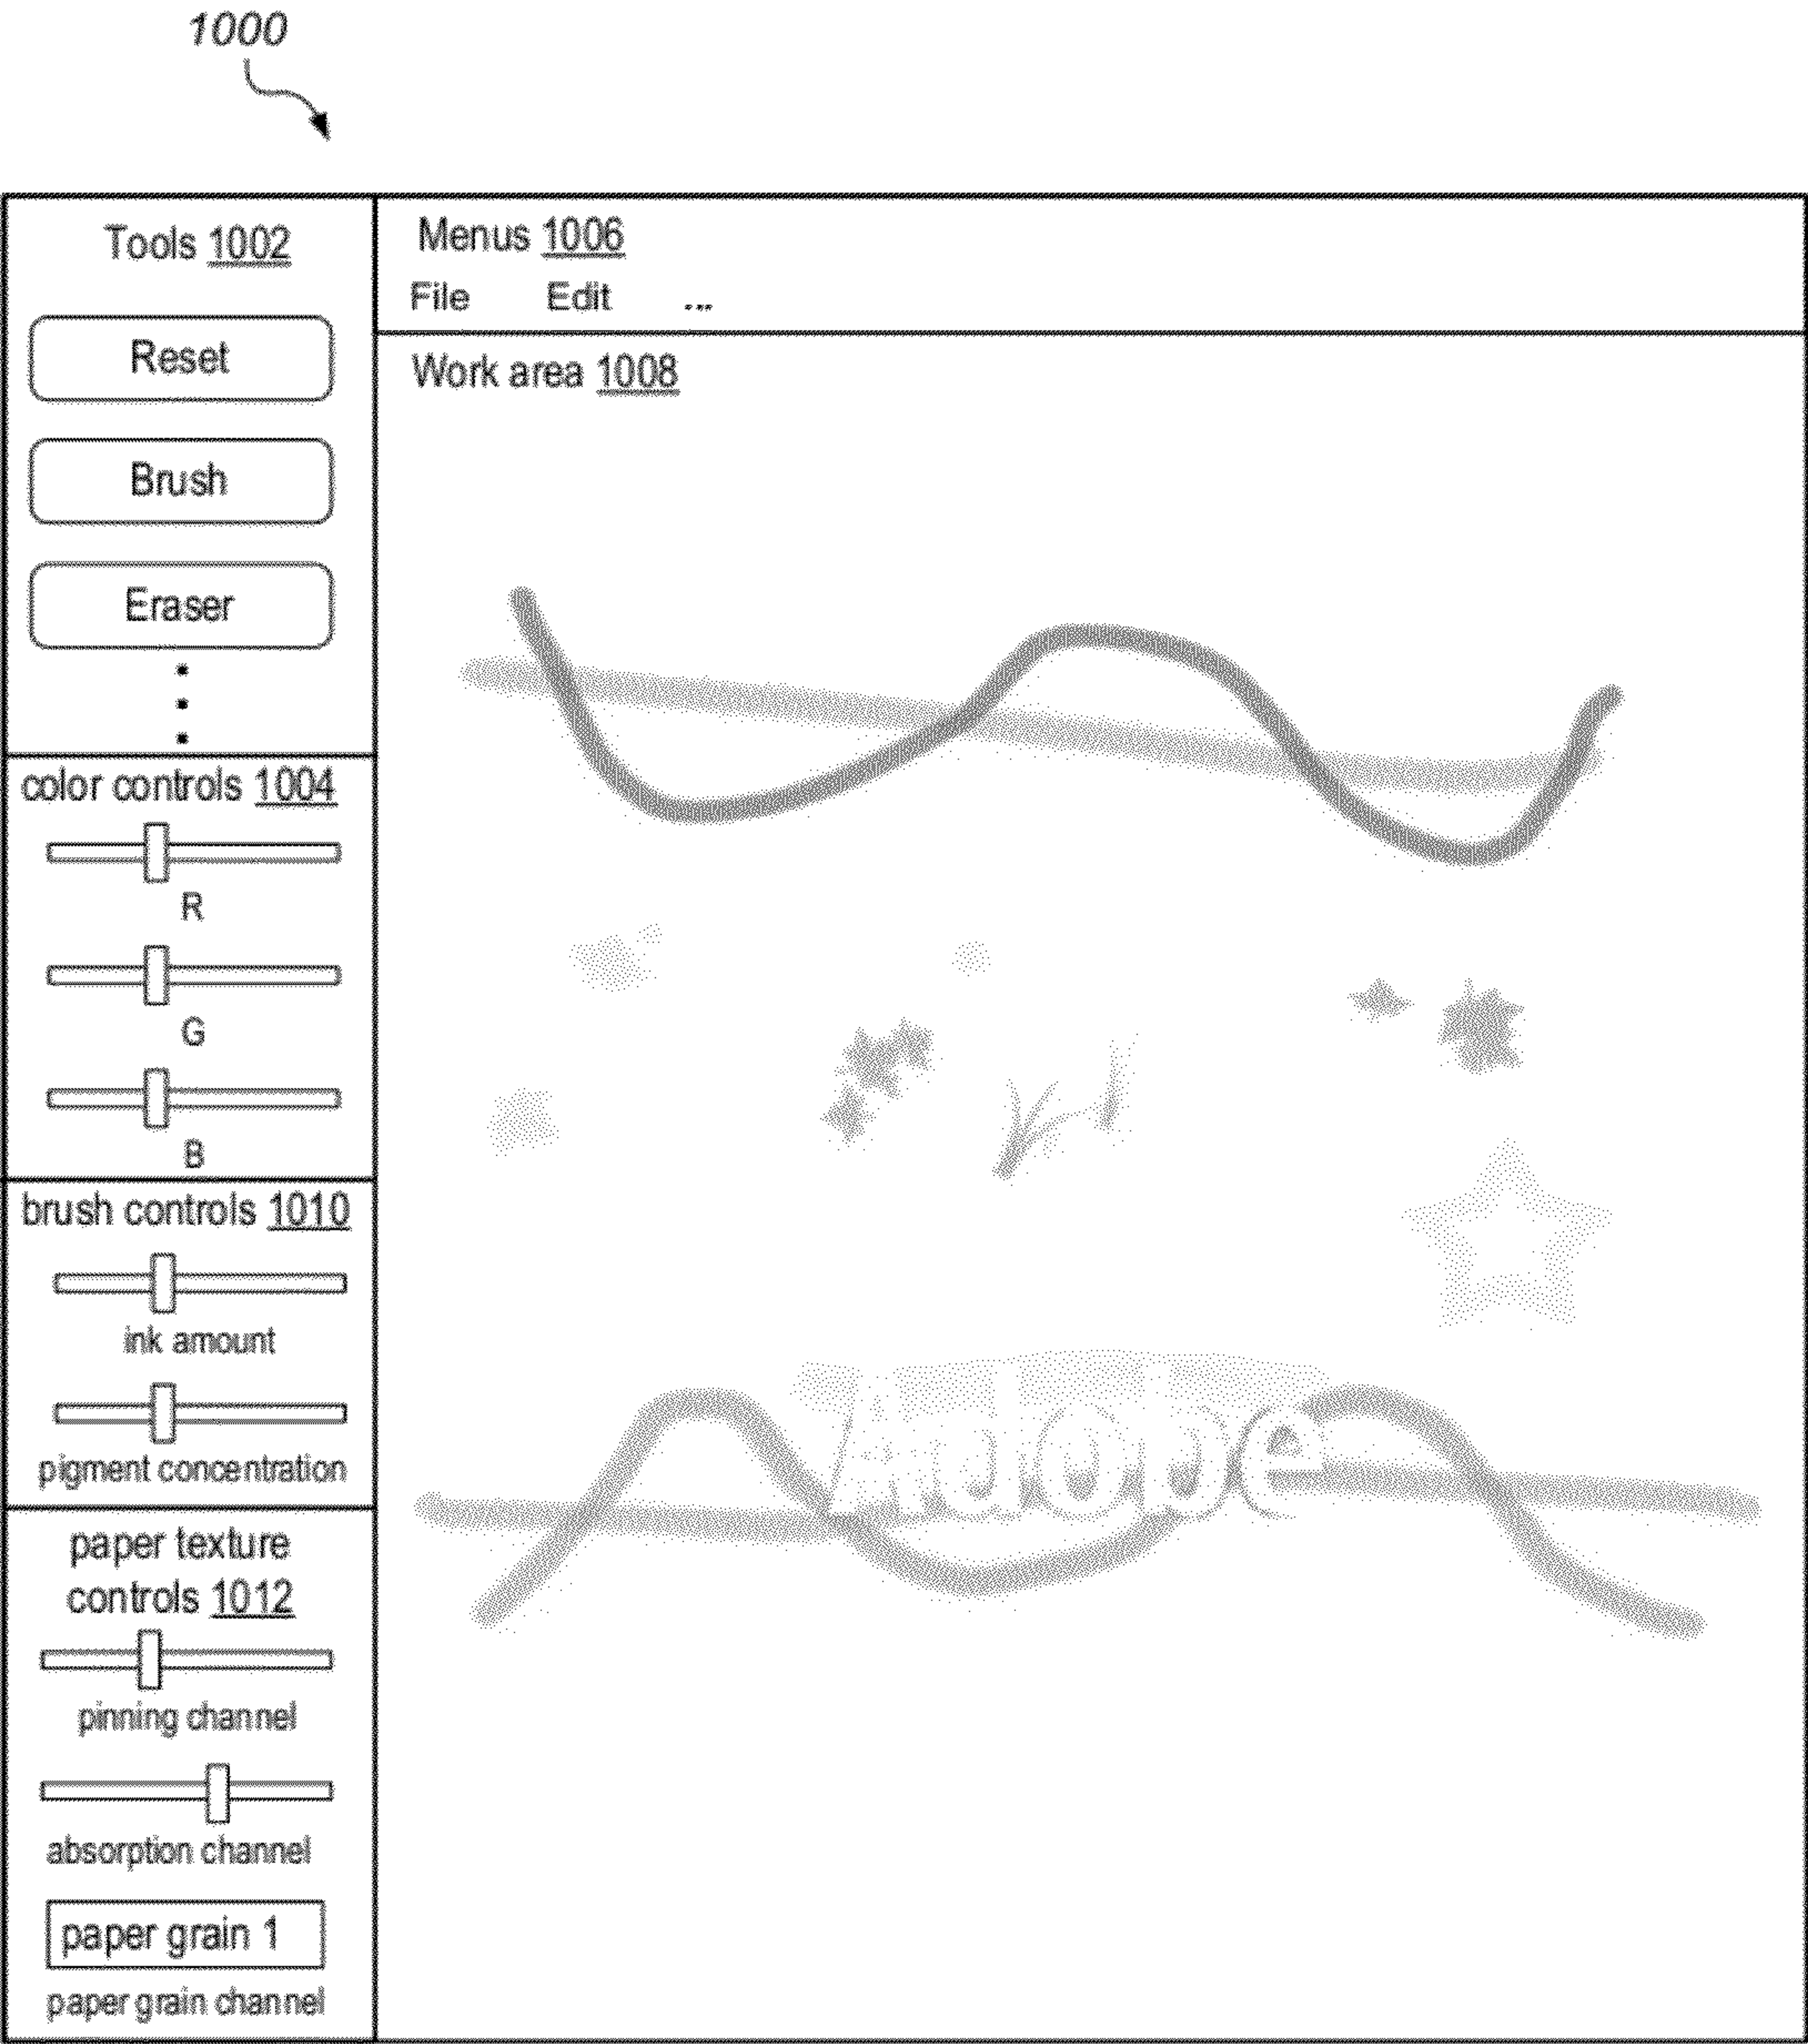 1000
Tools 1002
Reset
Brush
Eraser
color controls 1004
R
G
B
brush controls 1010
ink amount
pigment concentration
paper texture
controls 1012
pinning channel
absorption channel
paper grain 1
paper grain channel
Menus 1006
File Edit ...
Work area 1008
Adobe